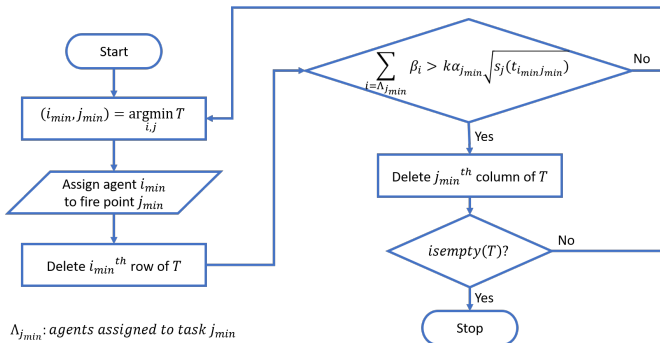 Start
(i_min, j_min) = argmin T
i,j
Assign agent i_min
to fire point j_min
Delete i_min^th row of T
∑ β_i > kα_{j_min} √(s_j(t_{i_min j_min}))
i=Λ_{j_min}
No
Yes
Delete j_min^th column of T
isempty(T)?
No
Yes
Stop
Λ_{j_min}: agents assigned to task j_min